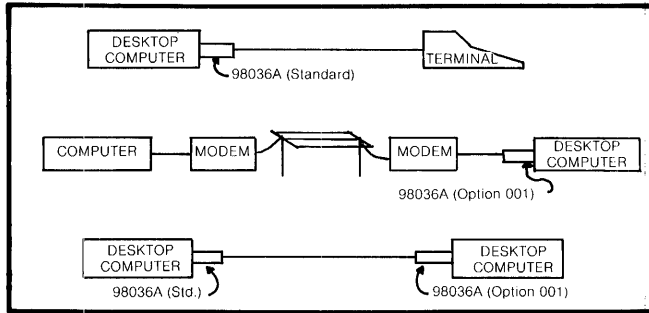 DESKTOP
COMPUTER
TERMINAL
98036A (Standard)
COMPUTER
MODEM
MODEM
DESKTOP
COMPUTER
98036A (Option 001)
DESKTOP
COMPUTER
DESKTOP
COMPUTER
98036A (Std.)
98036A (Option 001)